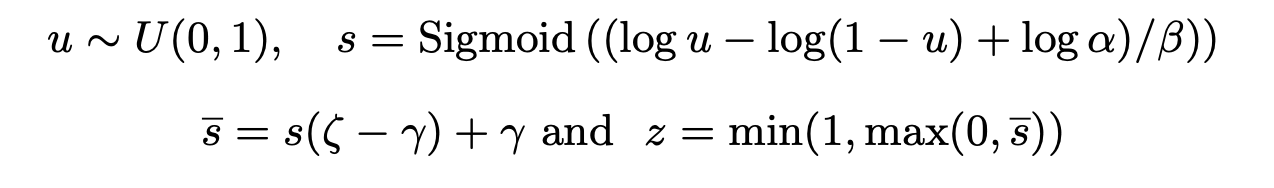 u ∼ U(0, 1), s = Sigmoid ((log u − log(1 − u) + log α)/β))
s̅ = s(ζ − γ) + γ and z = min(1, max(0, s̅))